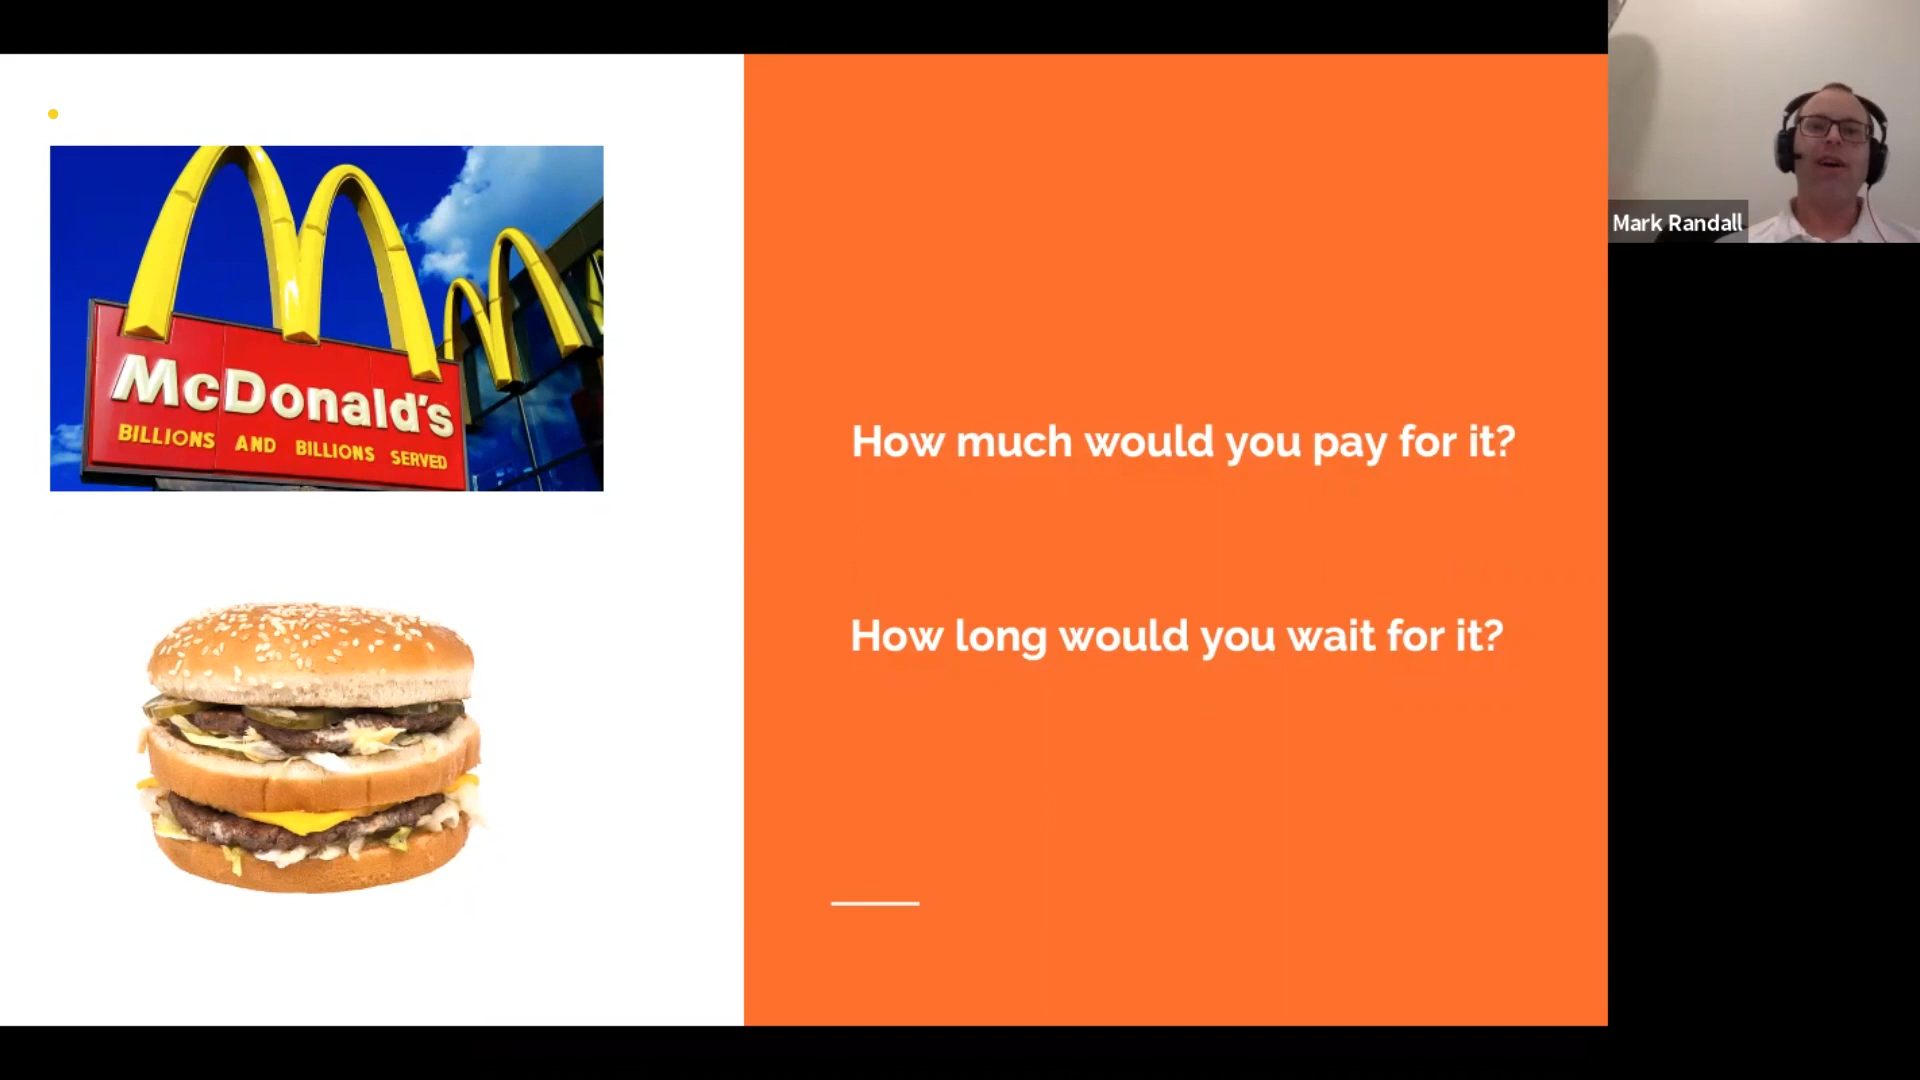 McDonald's
BILLIONS AND BILLIONS SERVED
How much would you pay for it?
How long would you wait for it?
Mark Randall